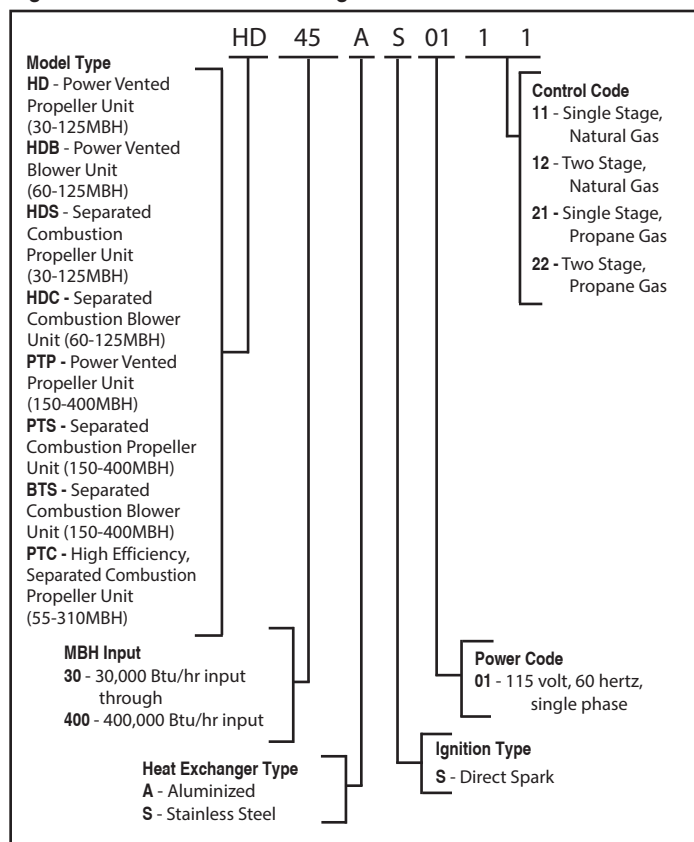 HD 45 A S 01 1 1
Model Type
HD - Power Vented
Propeller Unit
(30-125MBH)
HDB - Power Vented
Blower Unit
(60-125MBH)
HDS - Separated
Combustion
Propeller Unit
(30-125MBH)
HDC - Separated
Combustion Blower
Unit (60-125MBH)
PTP - Power Vented
Propeller Unit
(150-400MBH)
PTS - Separated
Combustion Propeller
Unit (150-400MBH)
BTS - Separated
Combustion Blower
Unit (150-400MBH)
PTC - High Efficiency,
Separated Combustion
Propeller Unit
(55-310MBH)
MBH Input
30 - 30,000 Btu/hr input
through
400 - 400,000 Btu/hr input
Heat Exchanger Type
A - Aluminized
S - Stainless Steel
Control Code
11 - Single Stage,
Natural Gas
12 - Two Stage,
Natural Gas
21 - Single Stage,
Propane Gas
22 - Two Stage,
Propane Gas
Power Code
01 - 115 volt, 60 hertz,
single phase
Ignition Type
S - Direct Spark